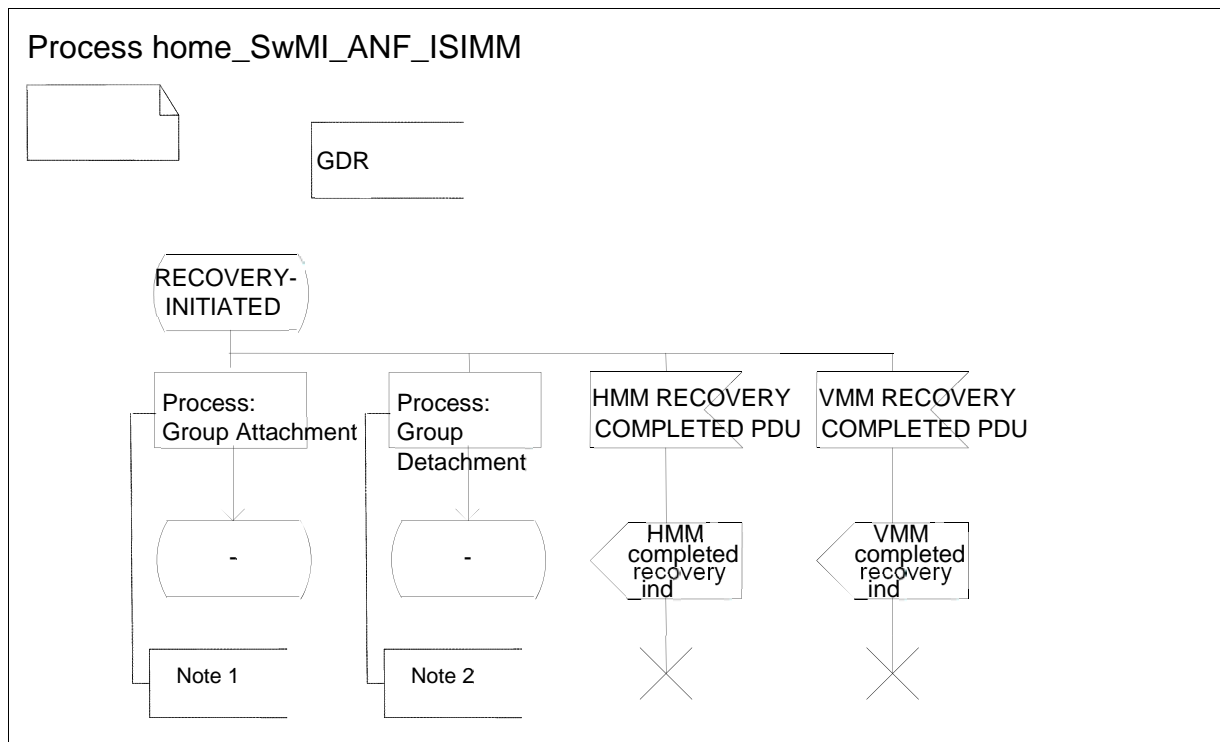 Process home_SwMI_ANF_ISIMM
GDR
RECOVERY-
INITIATED
Process:
Group Attachment
Process:
Group
Detachment
HMM RECOVERY
COMPLETED PDU
VMM RECOVERY
COMPLETED PDU
-
-
HMM
completed
recovery
_ind
VMM
completed
recovery
_ind
Note 1
Note 2